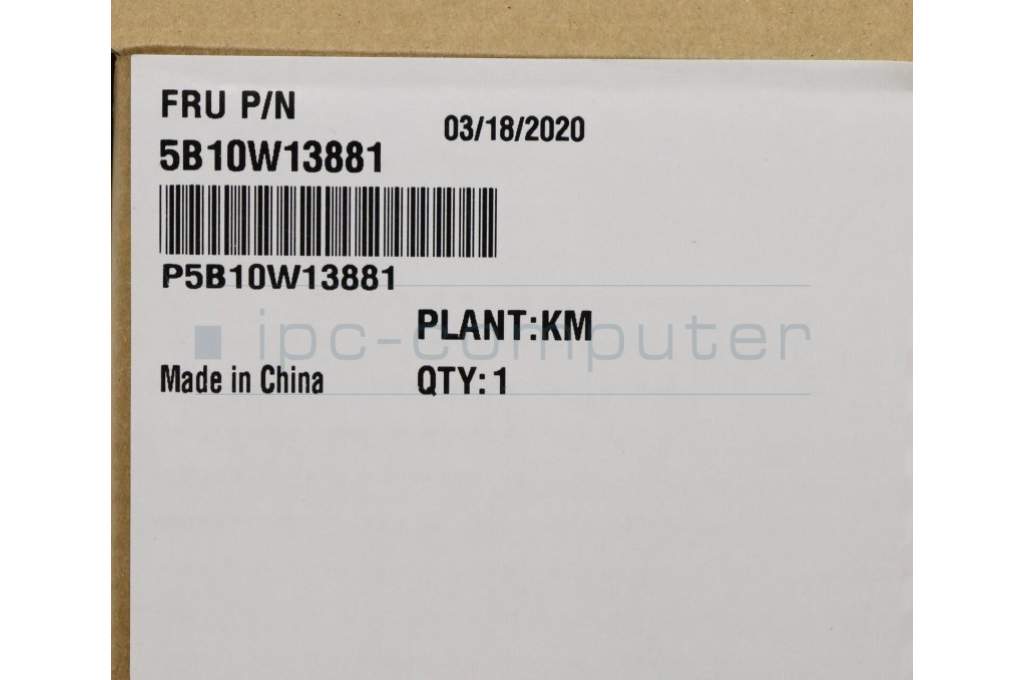 FRU P/N
03/18/2020
5B10W13881
P5B10W13881
PLANT:KM
ipc-computer
Made in China
QTY: 1